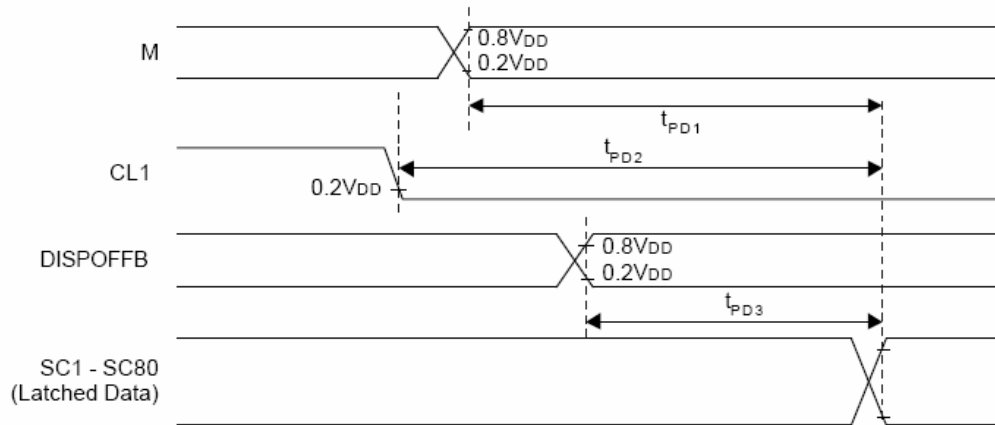 M
0.8VDD
0.2VDD
tPD1
tPD2
CL1
0.2VDD
DISPOFFB
0.8VDD
0.2VDD
tPD3
SC1 - SC80
(Latched Data)